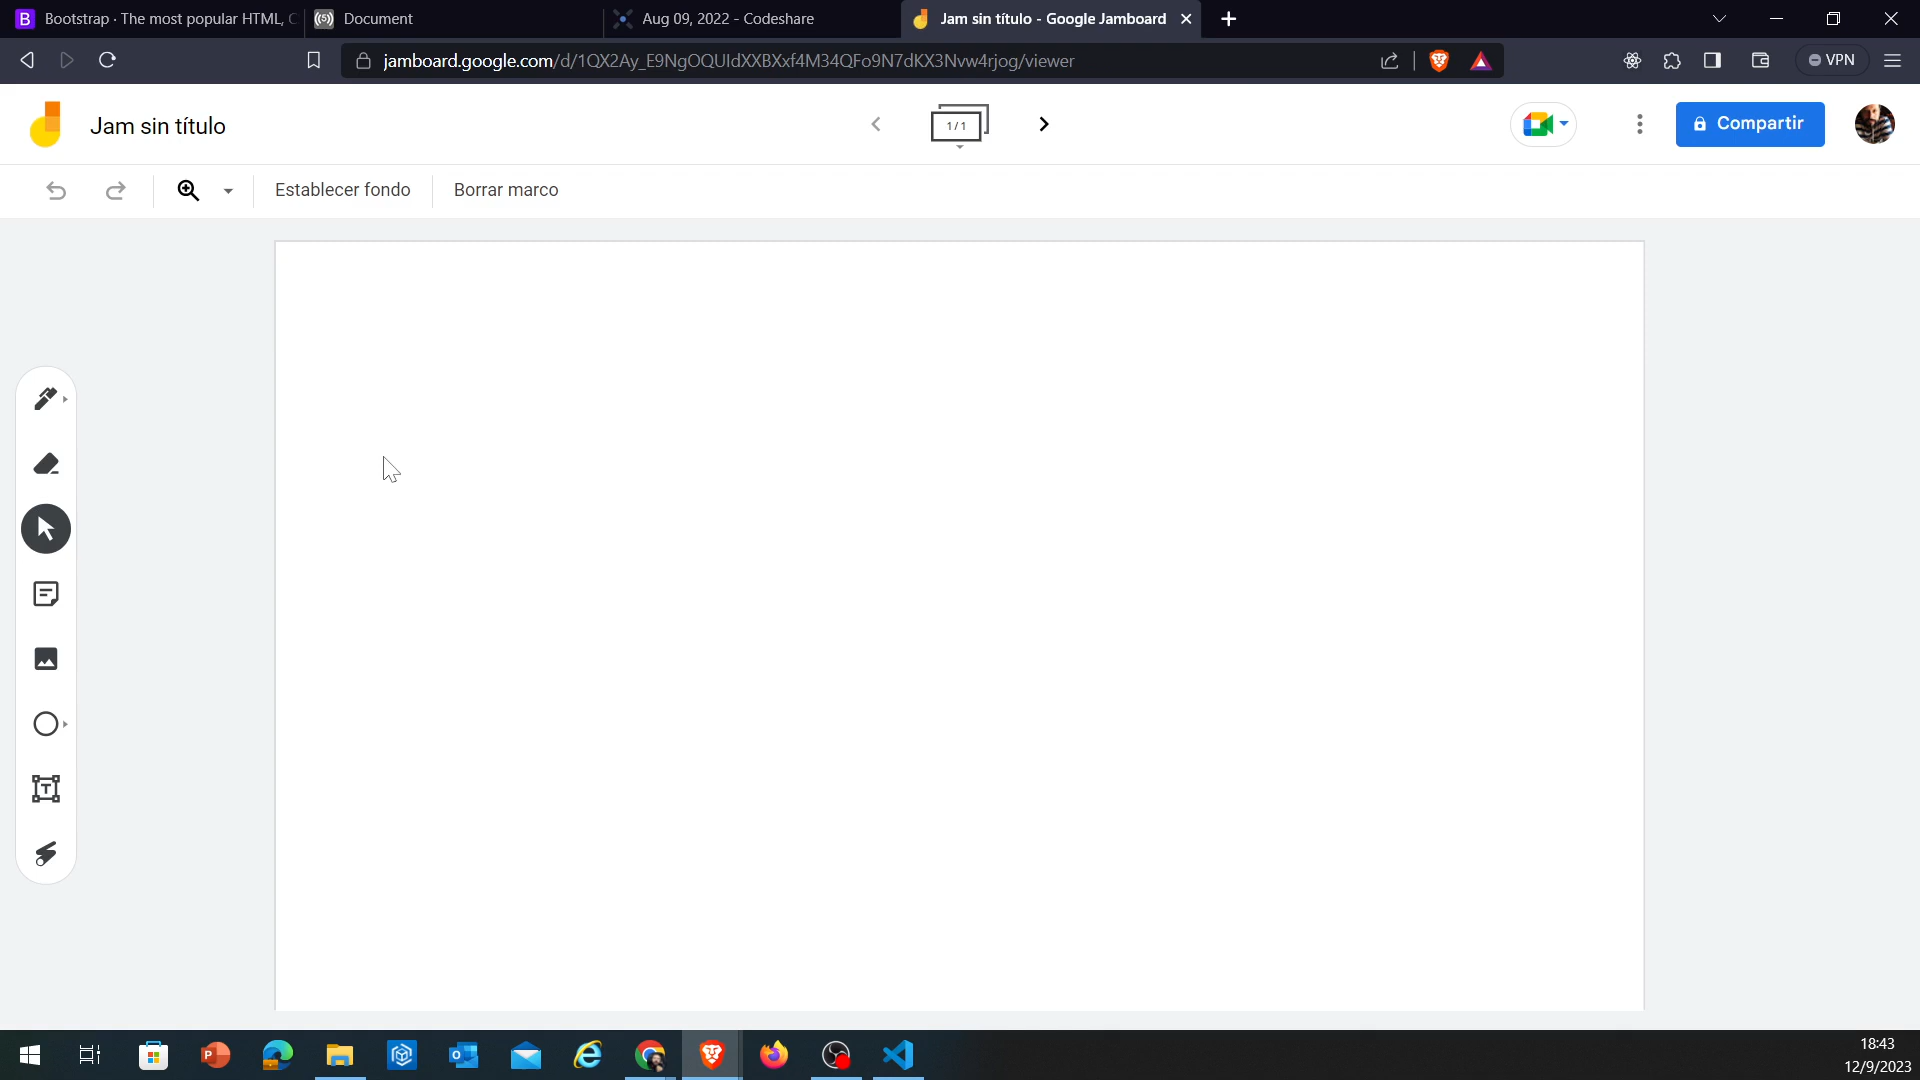 Bootstrap · The most popular HTML, C
Document
Aug 09, 2022 - Codeshare
Jam sin título - Google Jamboard
jamboard.google.com/d/1QX2Ay_E9NgOQUIdXXBXxf4M34QFo9N7dKX3Nvw4rjog/viewer
VPN
Jam sin título
1 / 1
Compartir
Establecer fondo
Borrar marco
18:43
12/9/2023